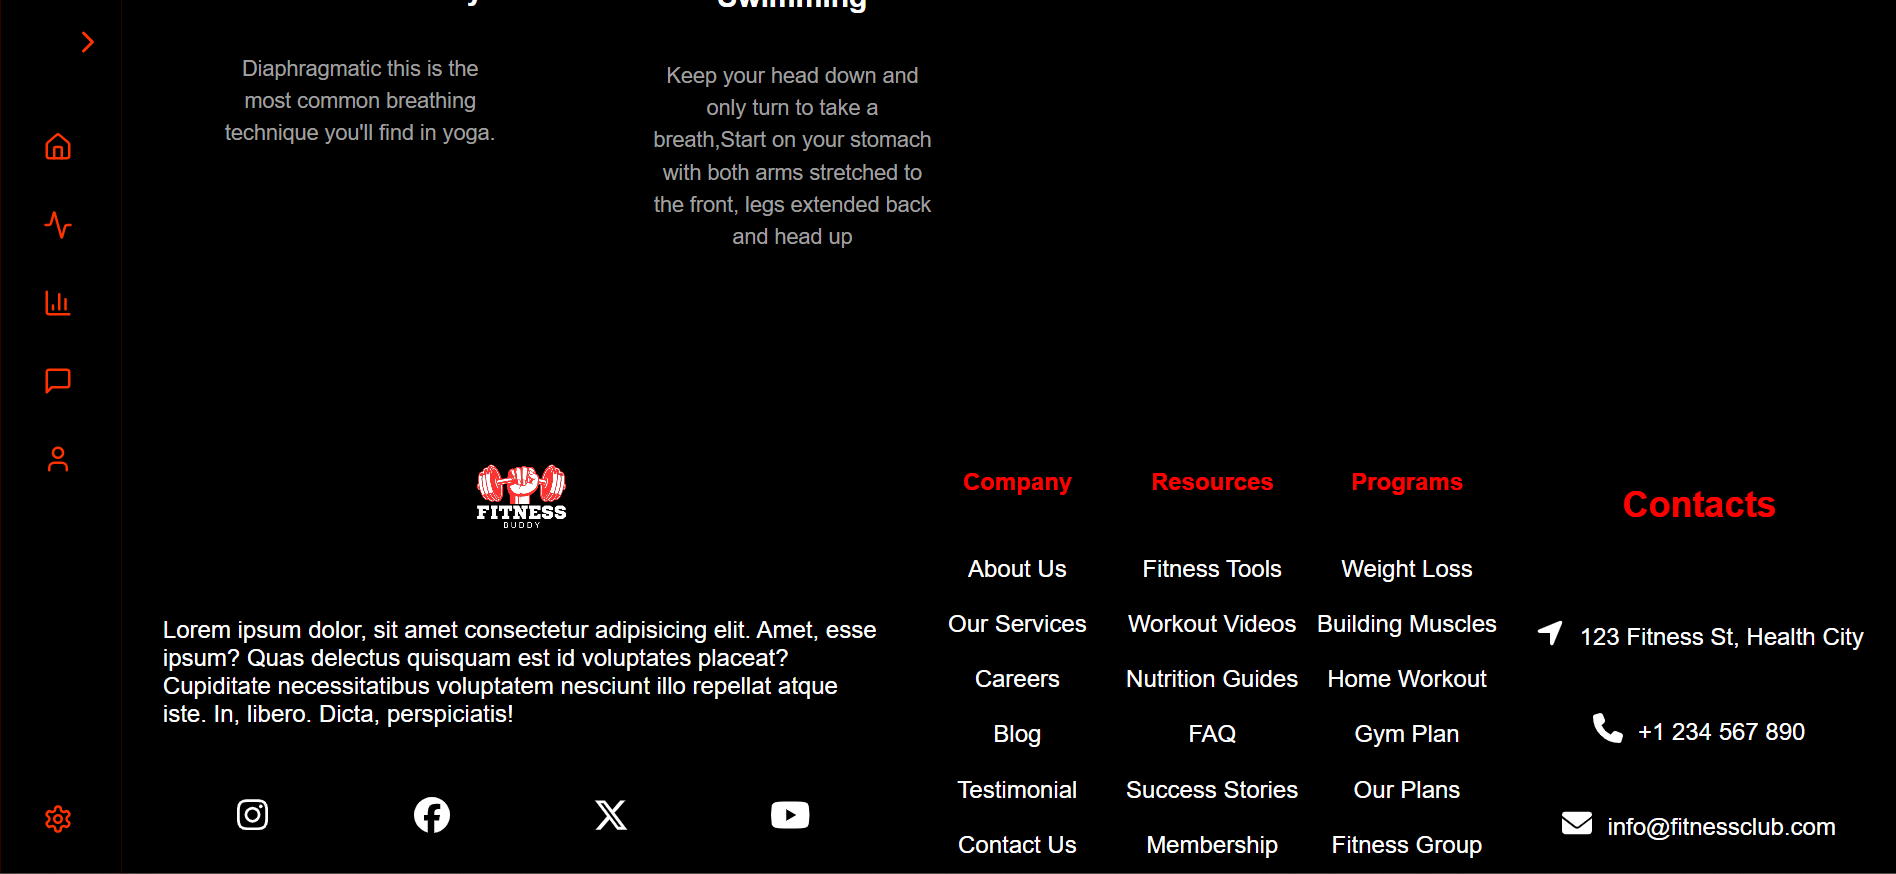 Swimming
Diaphragmatic this is the
most common breathing
technique you'll find in yoga.
Keep your head down and
only turn to take a
breath,Start on your stomach
with both arms stretched to
the front, legs extended back
and head up
FITNESS
BUDDY
Lorem ipsum dolor, sit amet consectetur adipisicing elit. Amet, esse
ipsum? Quas delectus quisquam est id voluptates placeat?
Cupiditate necessitatibus voluptatem nesciunt illo repellat atque
iste. In, libero. Dicta, perspiciatis!
Company
About Us
Our Services
Careers
Blog
Testimonial
Contact Us
Resources
Fitness Tools
Workout Videos
Nutrition Guides
FAQ
Success Stories
Membership
Programs
Weight Loss
Building Muscles
Home Workout
Gym Plan
Our Plans
Fitness Group
Contacts
123 Fitness St, Health City
+1 234 567 890
info@fitnessclub.com